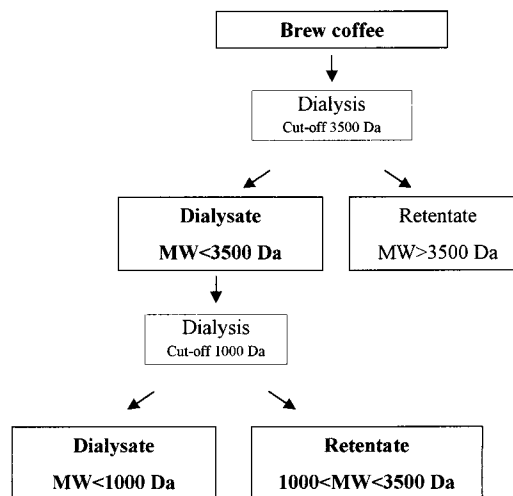 Brew coffee
Dialysis
Cut-off 3500 Da
Dialysate
MW<3500 Da
Retentate
MW>3500 Da
Dialysis
Cut-off 1000 Da
Dialysate
MW<1000 Da
Retentate
1000<MW<3500 Da